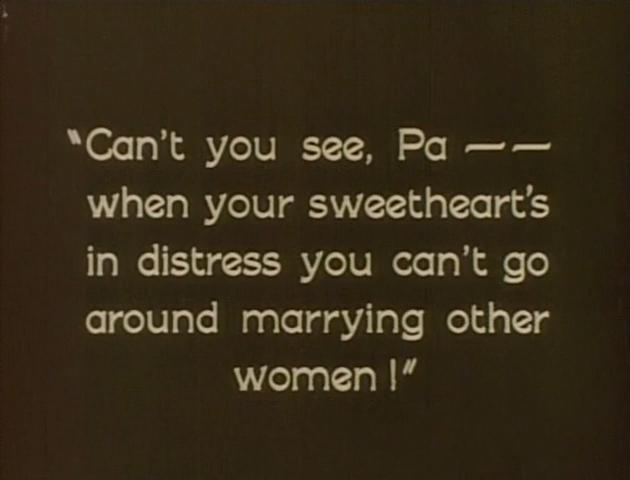 "Can't you see, Pa ——
when your sweetheart's
in distress you can't go
around marrying other
women!"